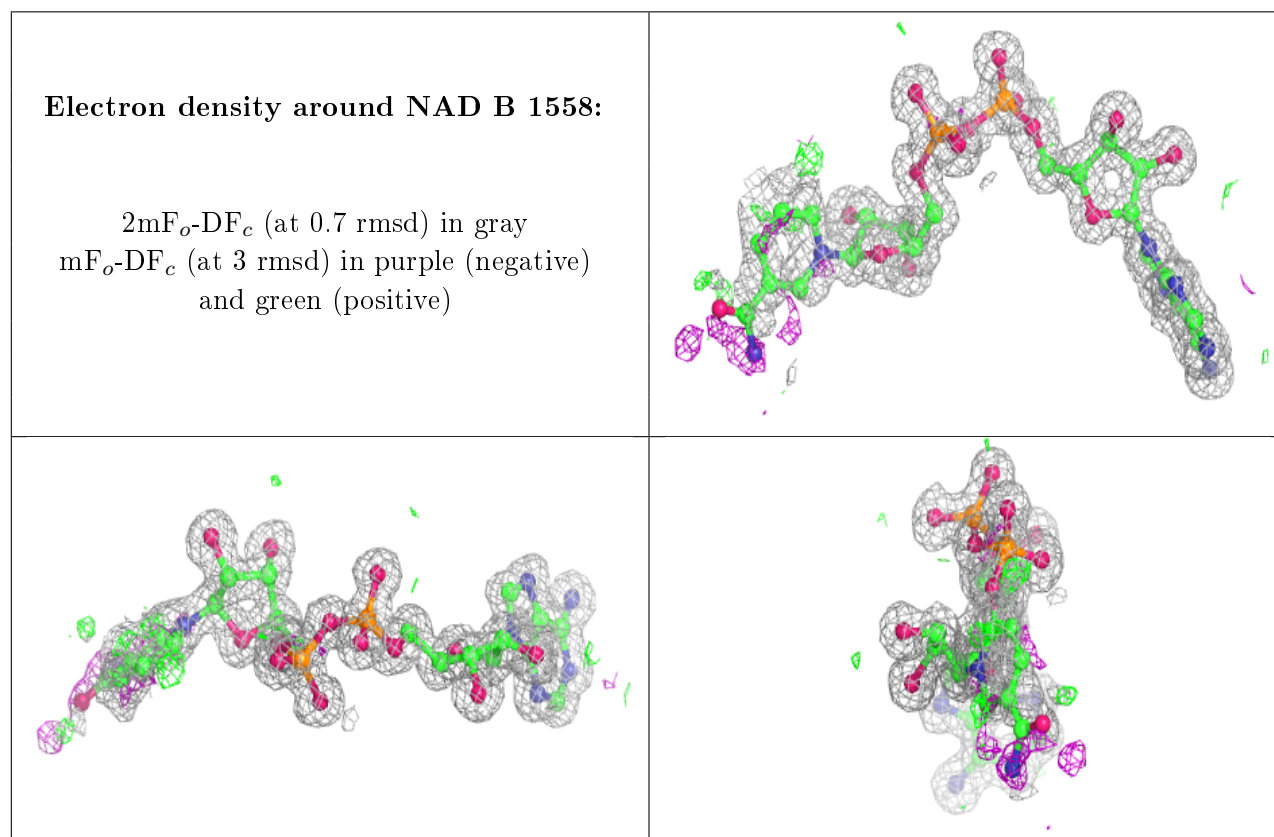 Electron density around NAD B 1558:
2mFo-DFc (at 0.7 rmsd) in gray
mFo-DFc (at 3 rmsd) in purple (negative)
and green (positive)